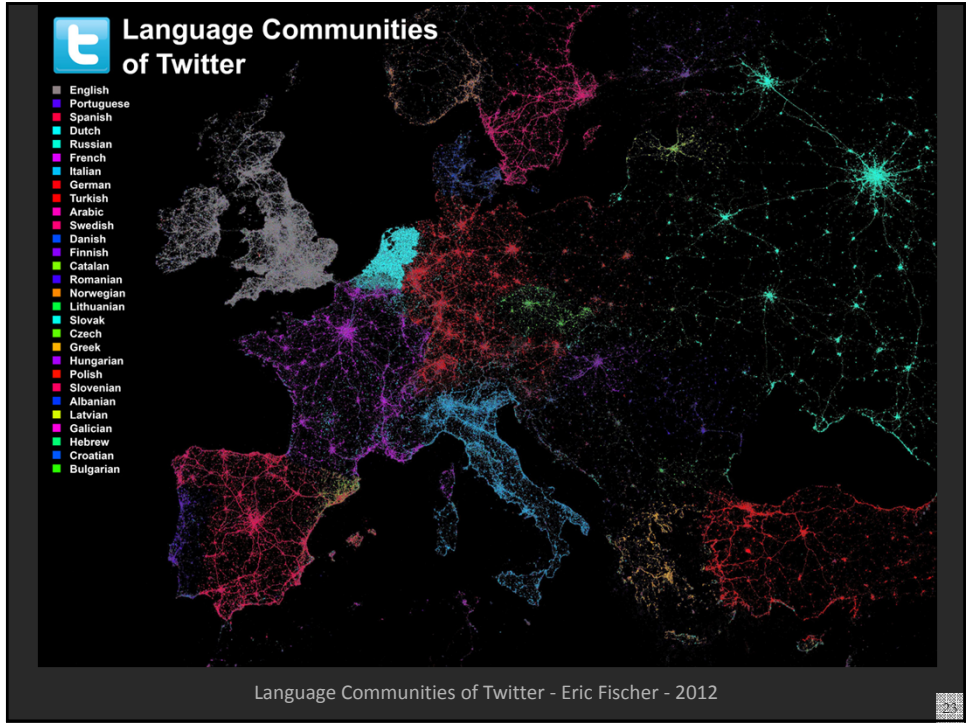 t
Language Communities
of Twitter
English
Portuguese
Spanish
Dutch
Russian
French
Italian
German
Turkish
Arabic
Swedish
Danish
Finnish
Catalan
Romanian
Norwegian
Lithuanian
Slovak
Czech
Greek
Hungarian
Polish
Slovenian
Albanian
Latvian
Galician
Hebrew
Croatian
Bulgarian
Language Communities of Twitter - Eric Fischer - 2012
23